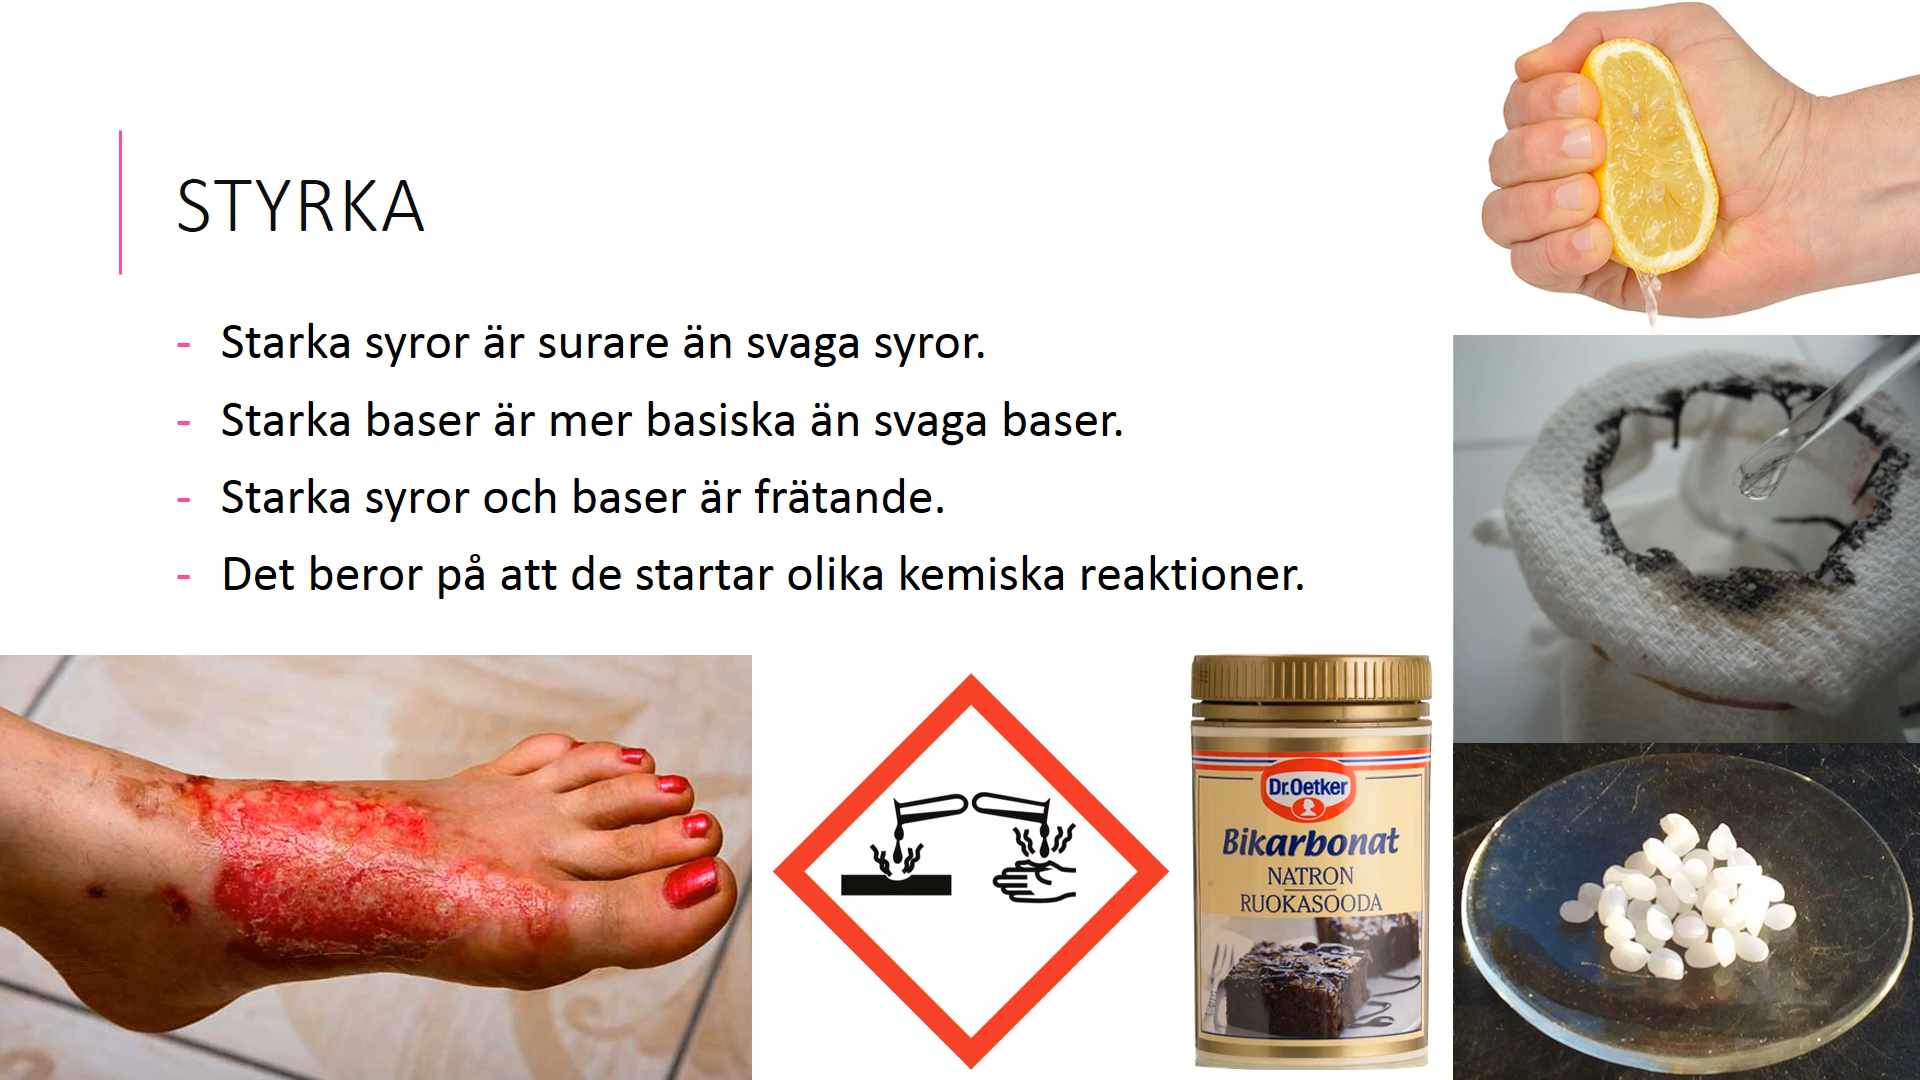 STYRKA
- Starka syror är surare än svaga syror.
- Starka baser är mer basiska än svaga baser.
- Starka syror och baser är frätande.
- Det beror på att de startar olika kemiska reaktioner.
Dr.Oetker
Bikarbonat
NATRON
RUOKASOODA